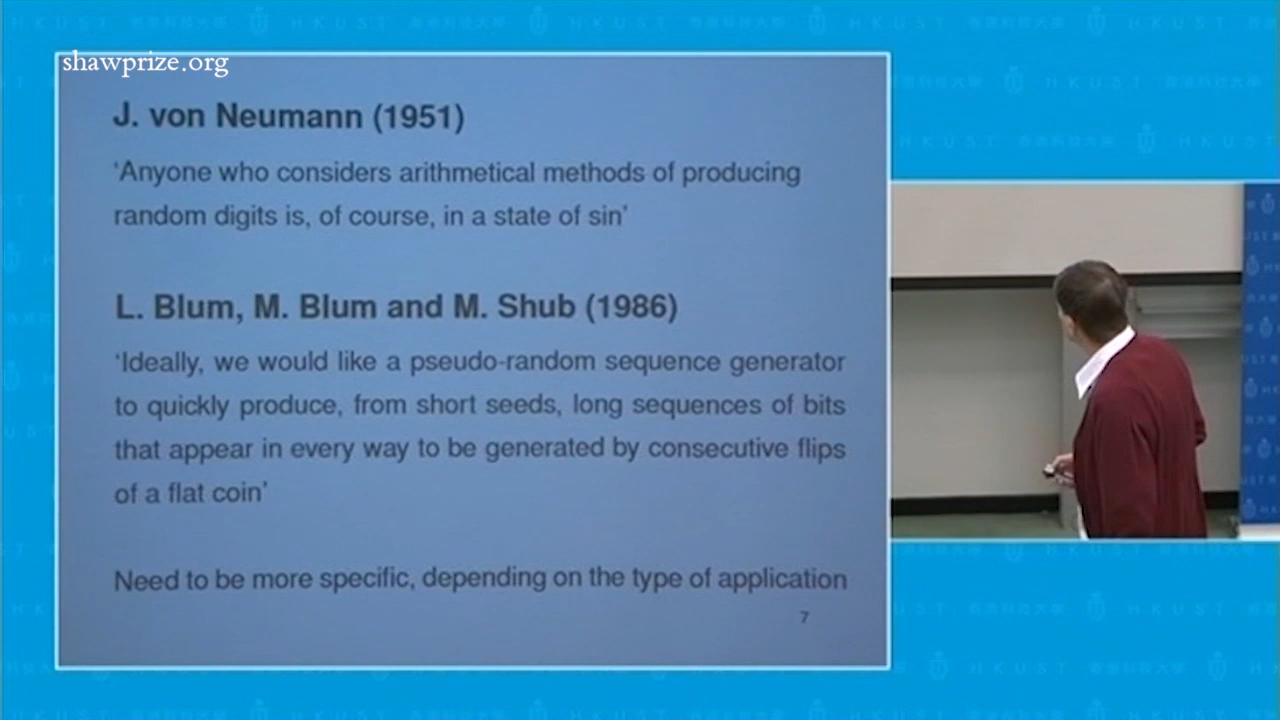 shawprize.org
J. von Neumann (1951)
'Anyone who considers arithmetical methods of producing
random digits is, of course, in a state of sin'
L. Blum, M. Blum and M. Shub (1986)
'Ideally, we would like a pseudo-random sequence generator
to quickly produce, from short seeds, long sequences of bits
that appear in every way to be generated by consecutive flips
of a flat coin'
Need to be more specific, depending on the type of application
7
HKUST